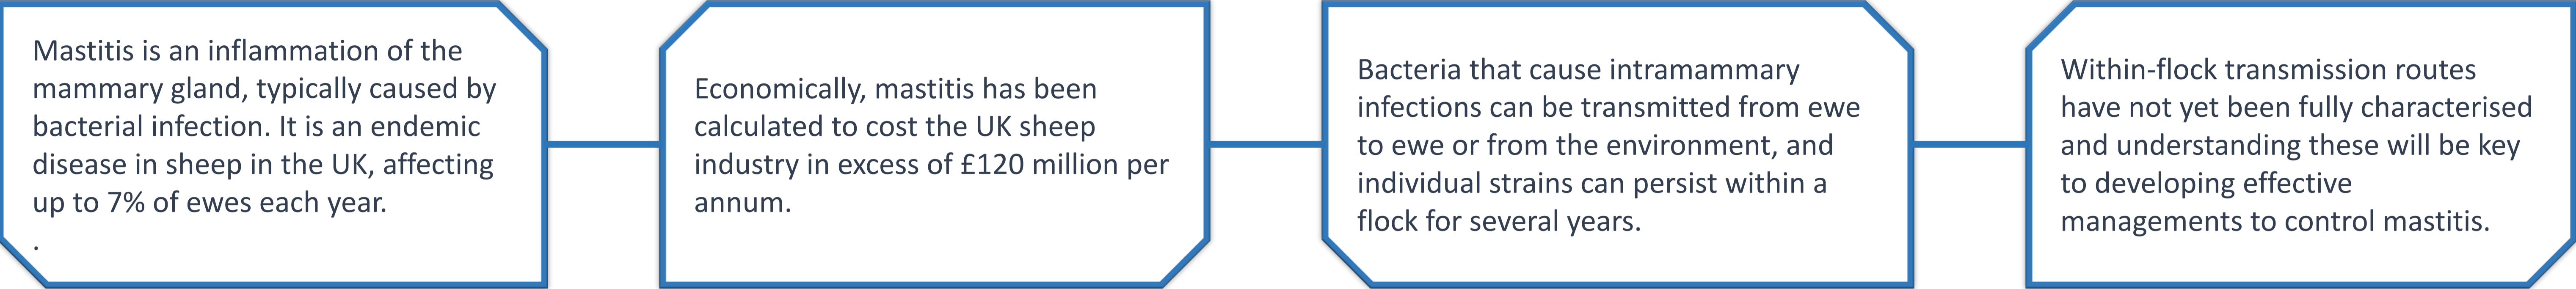 Mastitis is an inflammation of the
mammary gland, typically caused by
bacterial infection. It is an endemic
disease in sheep in the UK, affecting
up to 7% of ewes each year.
.
Economically, mastitis has been
calculated to cost the UK sheep
industry in excess of £120 million per
annum.
Bacteria that cause intramammary
infections can be transmitted from ewe
to ewe or from the environment, and
individual strains can persist within a
flock for several years.
Within-flock transmission routes
have not yet been fully characterised
and understanding these will be key
to developing effective
managements to control mastitis.